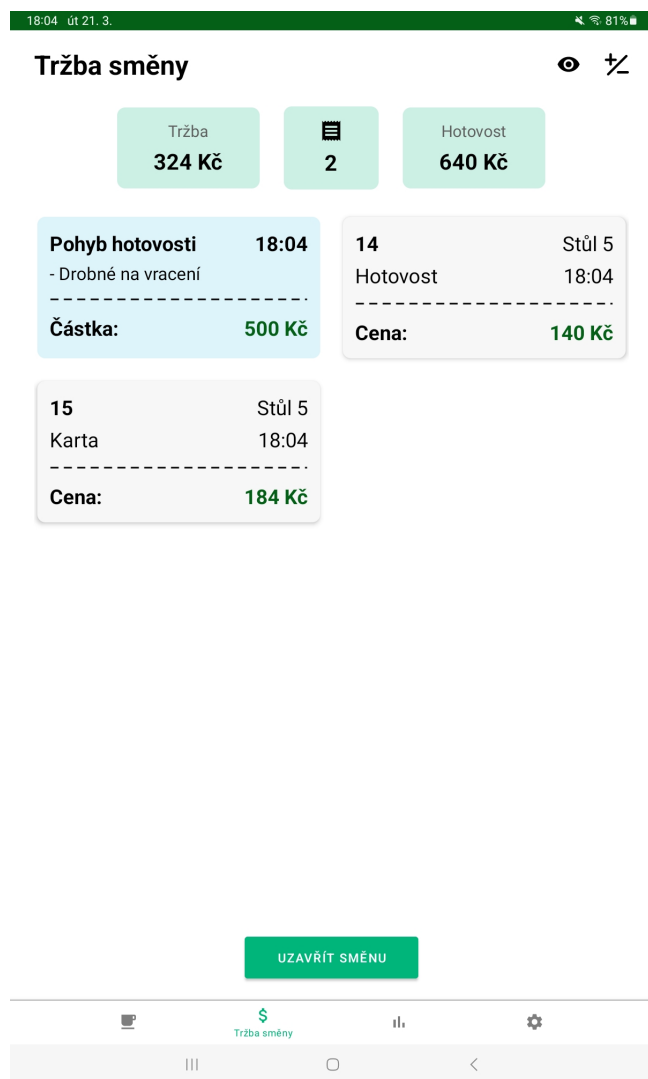 18:04 út 21. 3. 81%
Tržba směny
Tržba
324 Kč
2
Hotovost
640 Kč
Pohyb hotovosti 18:04
- Drobné na vracení
Částka: 500 Kč
14 Stůl 5
Hotovost 18:04
Cena: 140 Kč
15 Stůl 5
Karta 18:04
Cena: 184 Kč
UZAVŘÍT SMĚNU
Tržba směny